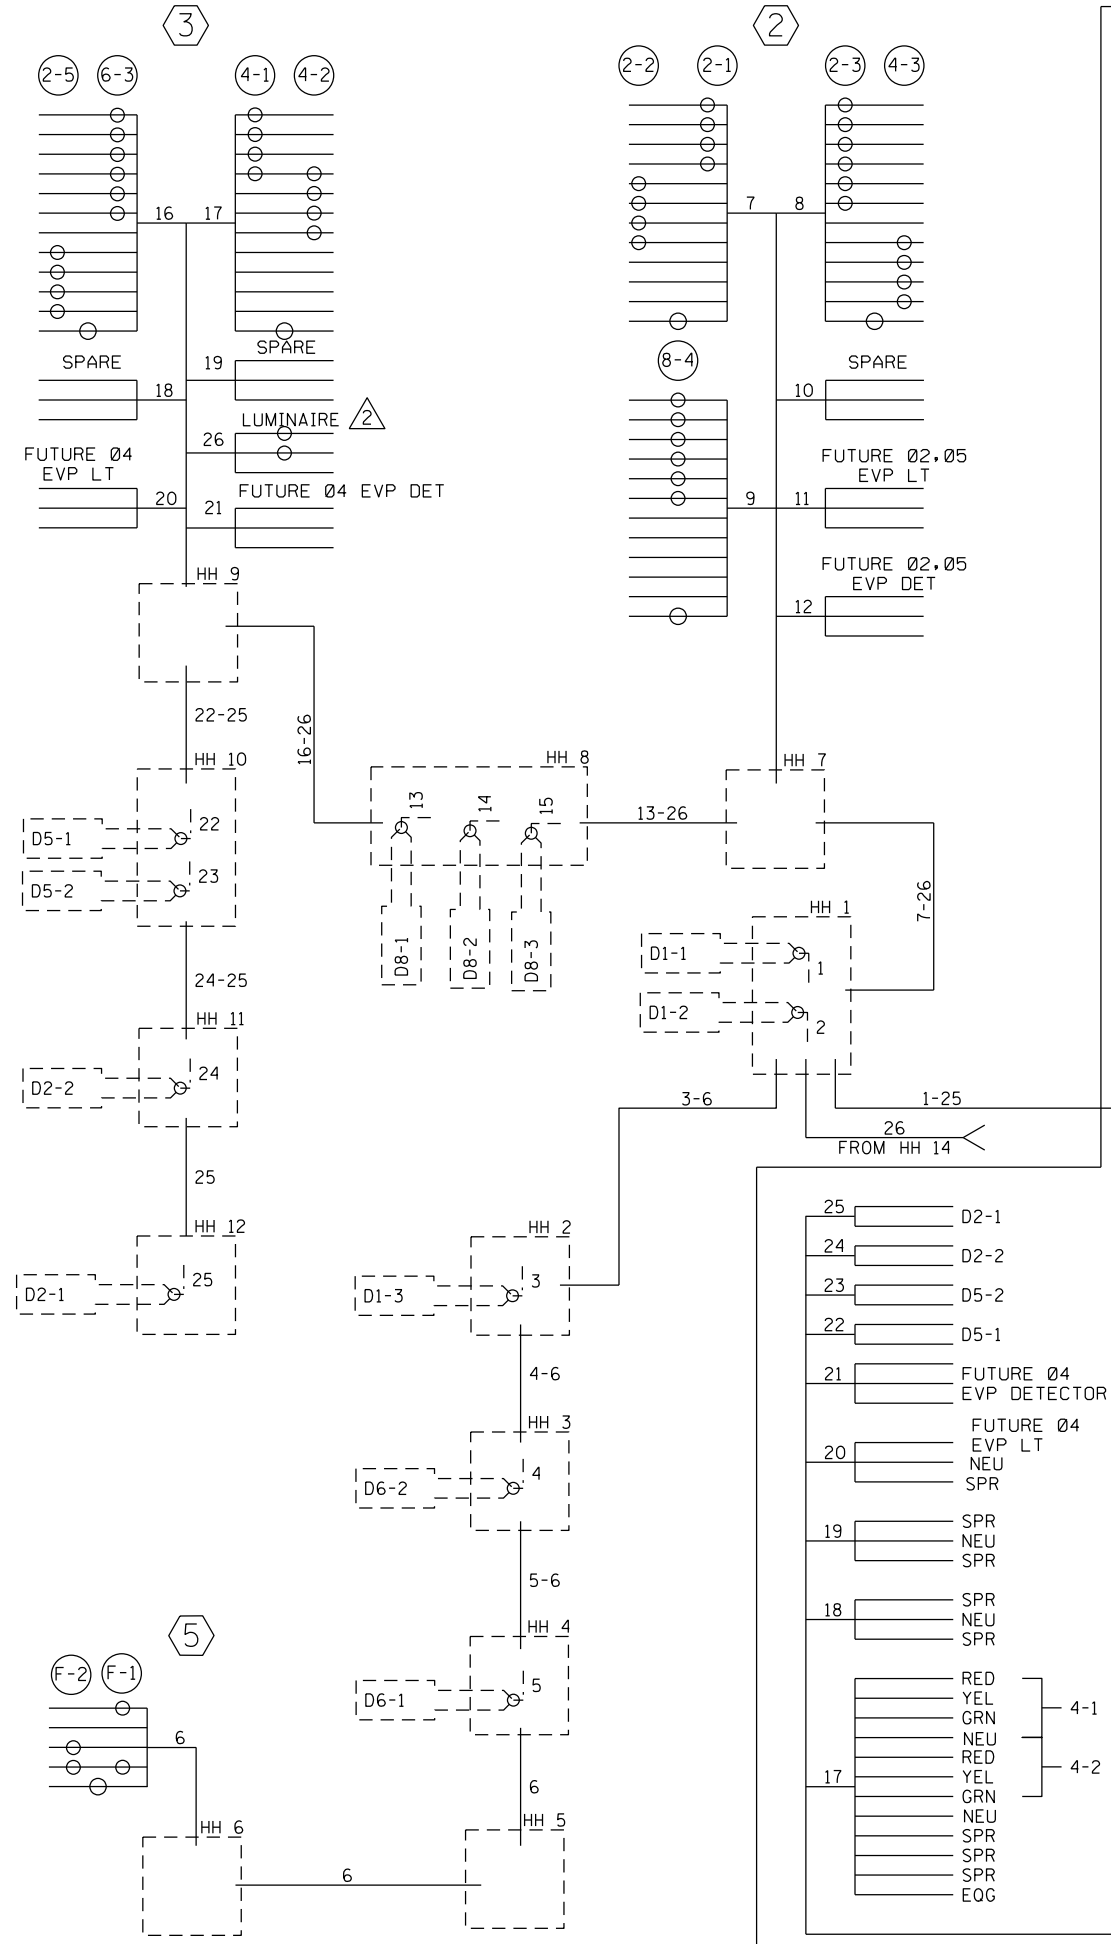 3
2-5 6-3 4-1 4-2
16 17
SPARE
SPARE
19
18
LUMINAIRE 2
26
FUTURE Ø4
EVP LT
20
21
FUTURE Ø4 EVP DET
HH 9
22-25
16-26
HH 10
D5-1
22
D5-2
23
24-25
HH 11
D2-2
24
25
HH 12
D2-1
25
2
2-2 2-1 2-3 4-3
7 8
8-4
SPARE
10
FUTURE Ø2,Ø5
EVP LT
9 11
FUTURE Ø2,Ø5
EVP DET
12
HH 8
13
14
15
D8-1
D8-2
D8-3
13-26
HH 7
7-26
HH 1
D1-1
1
D1-2
2
3-6
1-25
26
FROM HH 14
HH 2
D1-3
3
4-6
HH 3
D6-2
4
5-6
HH 4
D6-1
5
6
HH 5
6
HH 6
5
F-2 F-1
6
25
D2-1
24
D2-2
23
D5-2
22
D5-1
21
FUTURE Ø4
EVP DETECTOR
FUTURE Ø4
EVP LT
20
NEU
SPR
SPR
19
NEU
SPR
SPR
18
NEU
SPR
RED
YEL
4-1
GRN
NEU
RED
4-2
YEL
17
GRN
NEU
SPR
SPR
SPR
EQG